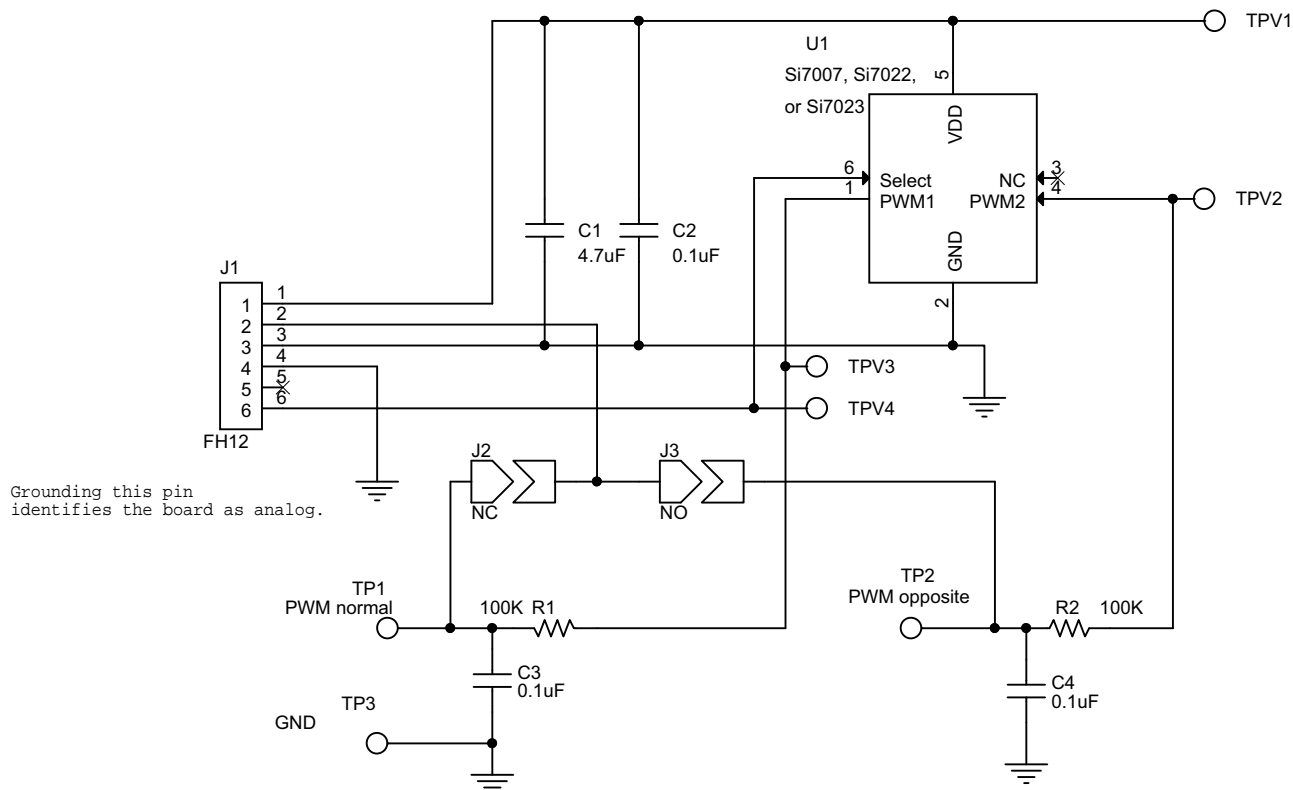 TPV1
U1
Si7007, Si7022,
or Si7023
5
VDD
6
Select
NC
3
1
PWM1
PWM2
4
TPV2
GND
2
C1
4.7uF
C2
0.1uF
J1
1 1
2 2
3 3
4 4
5 5
6 6
FH12
TPV3
TPV4
J2
NC
J3
NO
Grounding this pin
identifies the board as analog.
TP1
PWM normal
100K R1
TP2
PWM opposite
R2 100K
C3
0.1uF
C4
0.1uF
TP3
GND